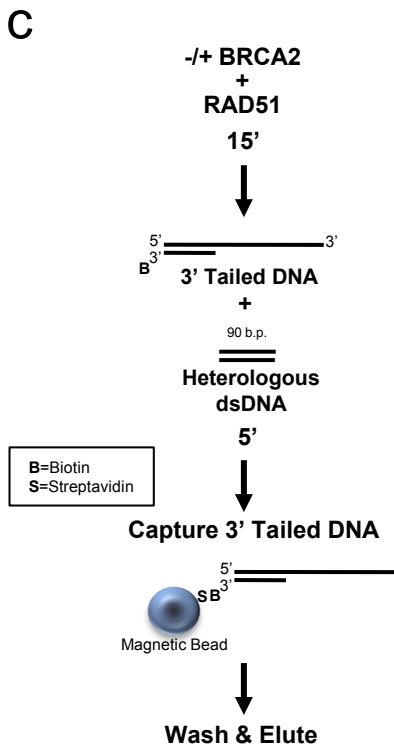 C
-/+ BRCA2
+
RAD51
15’
5’ 3’
3’
B
3’ Tailed DNA
+
90 b.p.
Heterologous
dsDNA
5’
B=Biotin
S=Streptavidin
Capture 3’ Tailed DNA
5’
3’
SB
Magnetic Bead
Wash & Elute